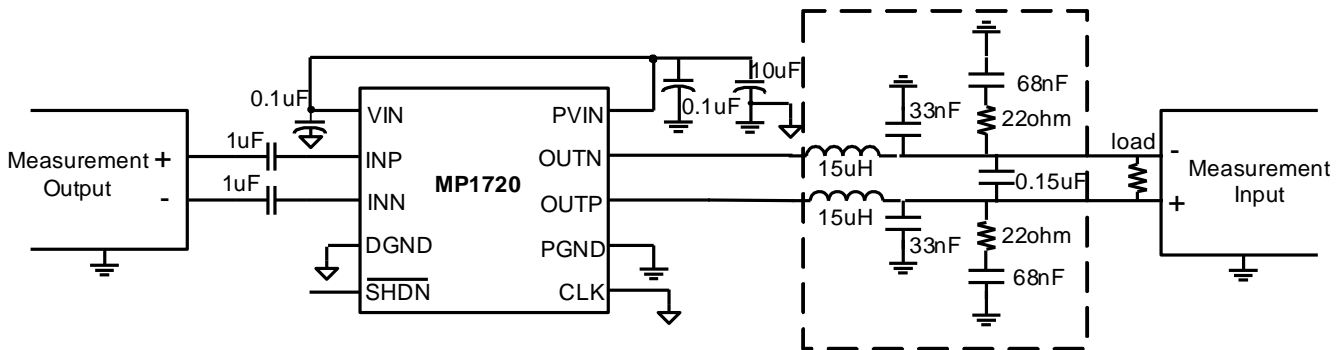 0.1uF
10uF
0.1uF
68nF
33nF
22ohm
load
VIN
PVIN
Measurement
Output
+
-
1uF
1uF
INP
INN
MP1720
OUTN
OUTP
15uH
15uH
0.15uF
-
+
Measurement
Input
DGND
PGND
33nF
22ohm
SHDN
CLK
68nF